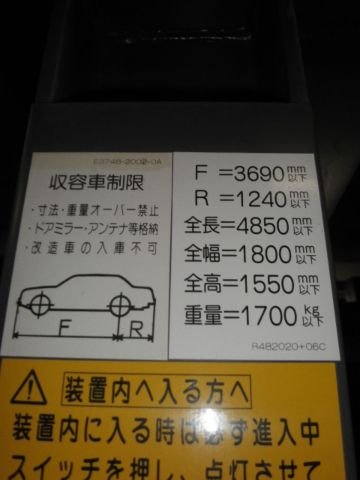 E3748-2002-0A
収容車制限
・寸法・重量オーバー禁止
・ドアミラー・アンテナ等格納
・改造車の入庫不可
F R
F=3690mm以下
R=1240mm以下
全長=4850mm以下
全幅=1800mm以下
全高=1550mm以下
重量=1700kg以下
R482020+06C
装置内へ入る方へ
装置内に入る時は必ず進入中
スイッチを押し、点灯させて